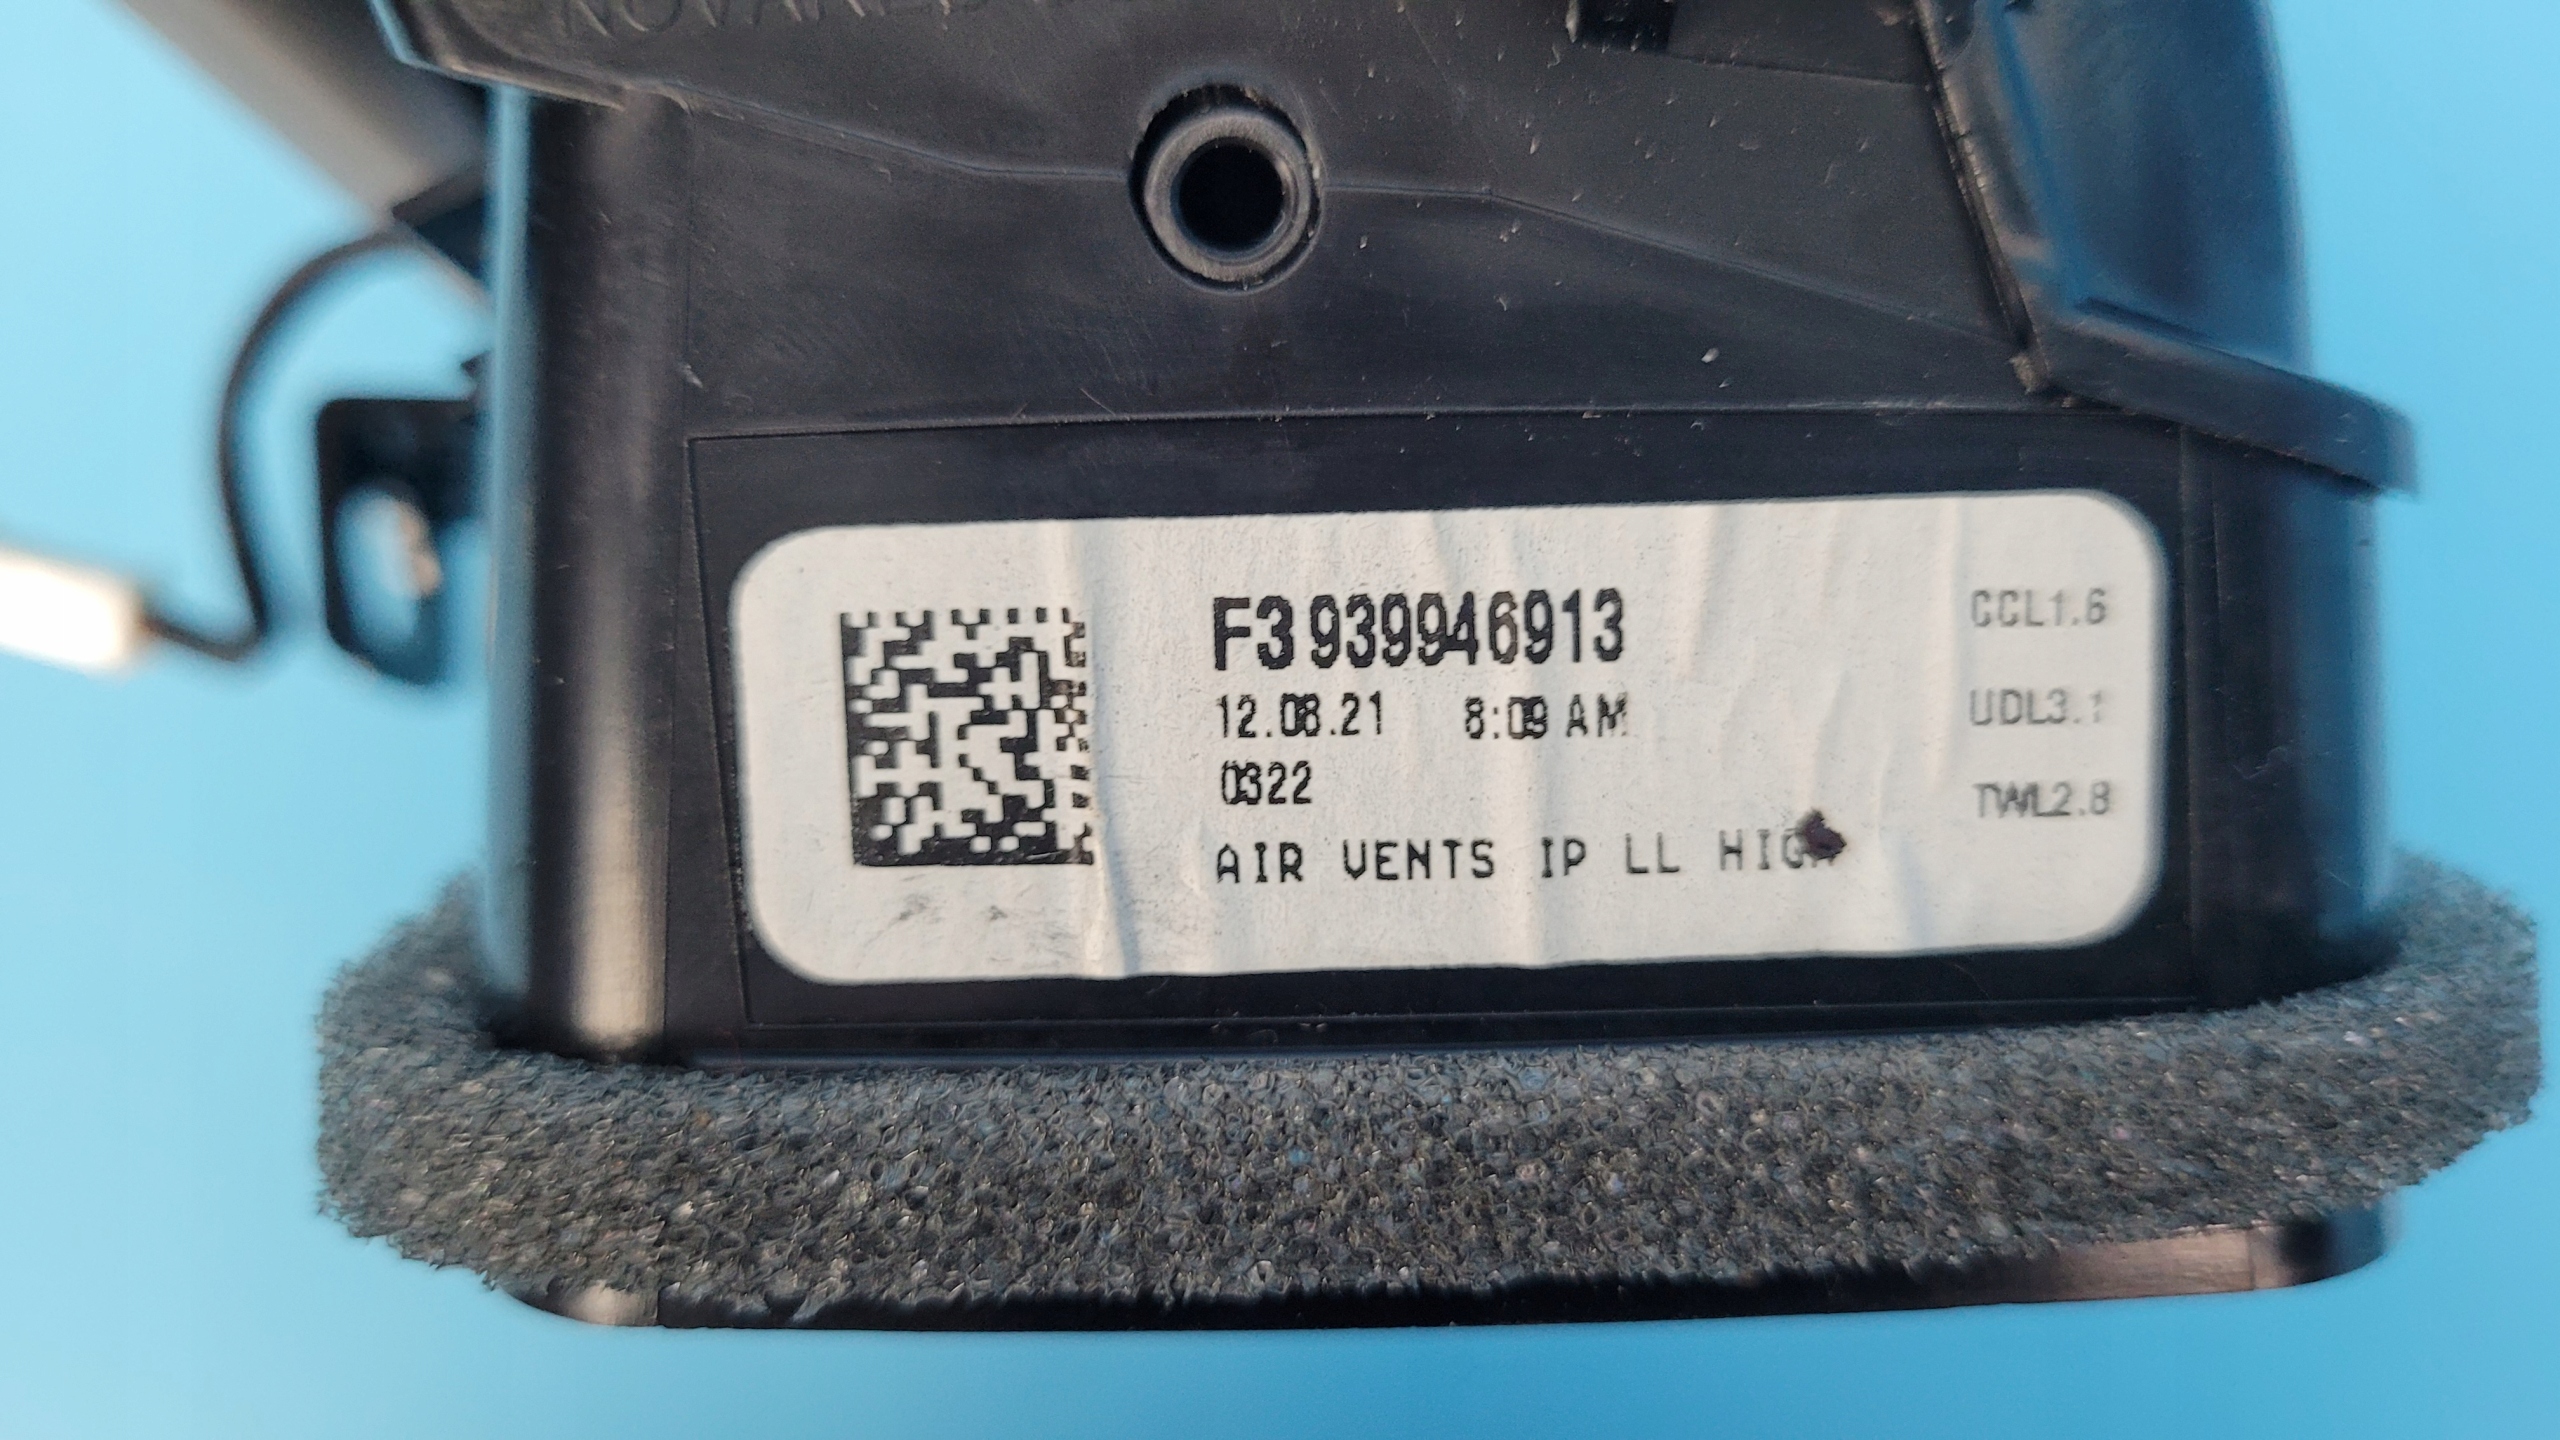 F3 939946913
12.08.21 8:09 AM
0322
AIR VENTS IP LL HIGH
CCL1.6
UDL3.1
TWL2.8